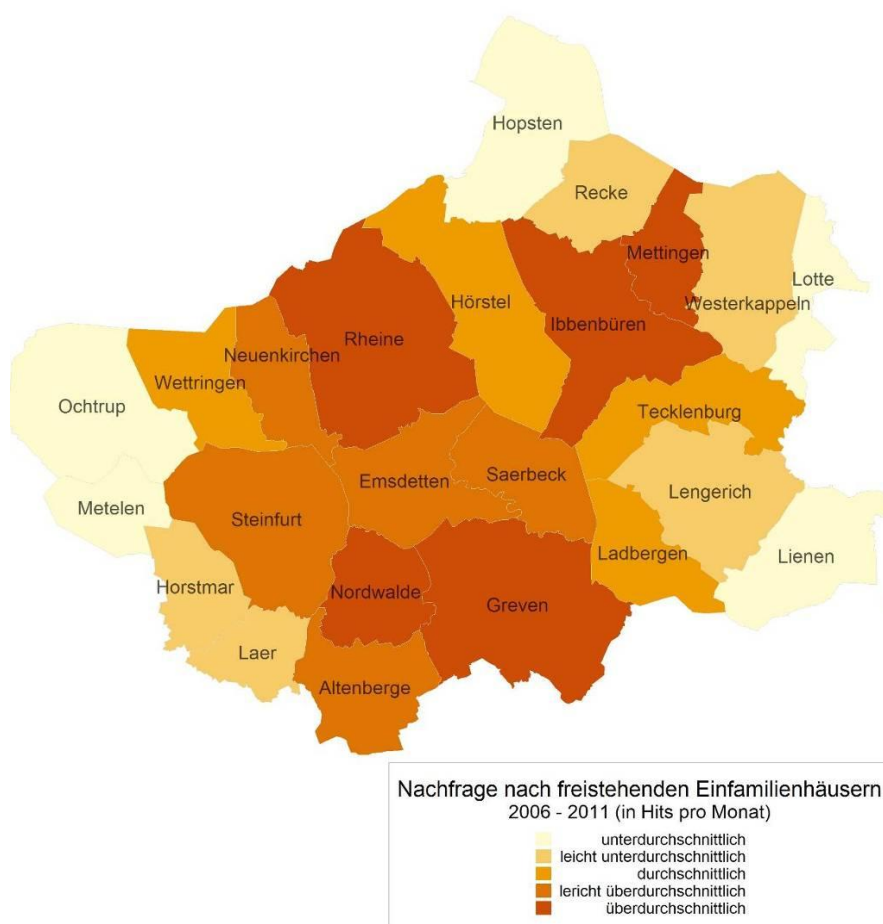 Hopsten
Recke
Mettingen
Lotte
Westerkappeln
Hörstel
Ibbenbüren
Rheine
Neuenkirchen
Wettringen
Ochtrup
Tecklenburg
Saerbeck
Emsdetten
Lengerich
Metelen
Steinfurt
Ladbergen
Lienen
Horstmar
Nordwalde
Greven
Laer
Altenberge
Nachfrage nach freistehenden Einfamilienhäusern
2006 - 2011 (in Hits pro Monat)
unterdurchschnittlich
leicht unterdurchschnittlich
durchschnittlich
lericht überdurchschnittlich
überdurchschnittlich